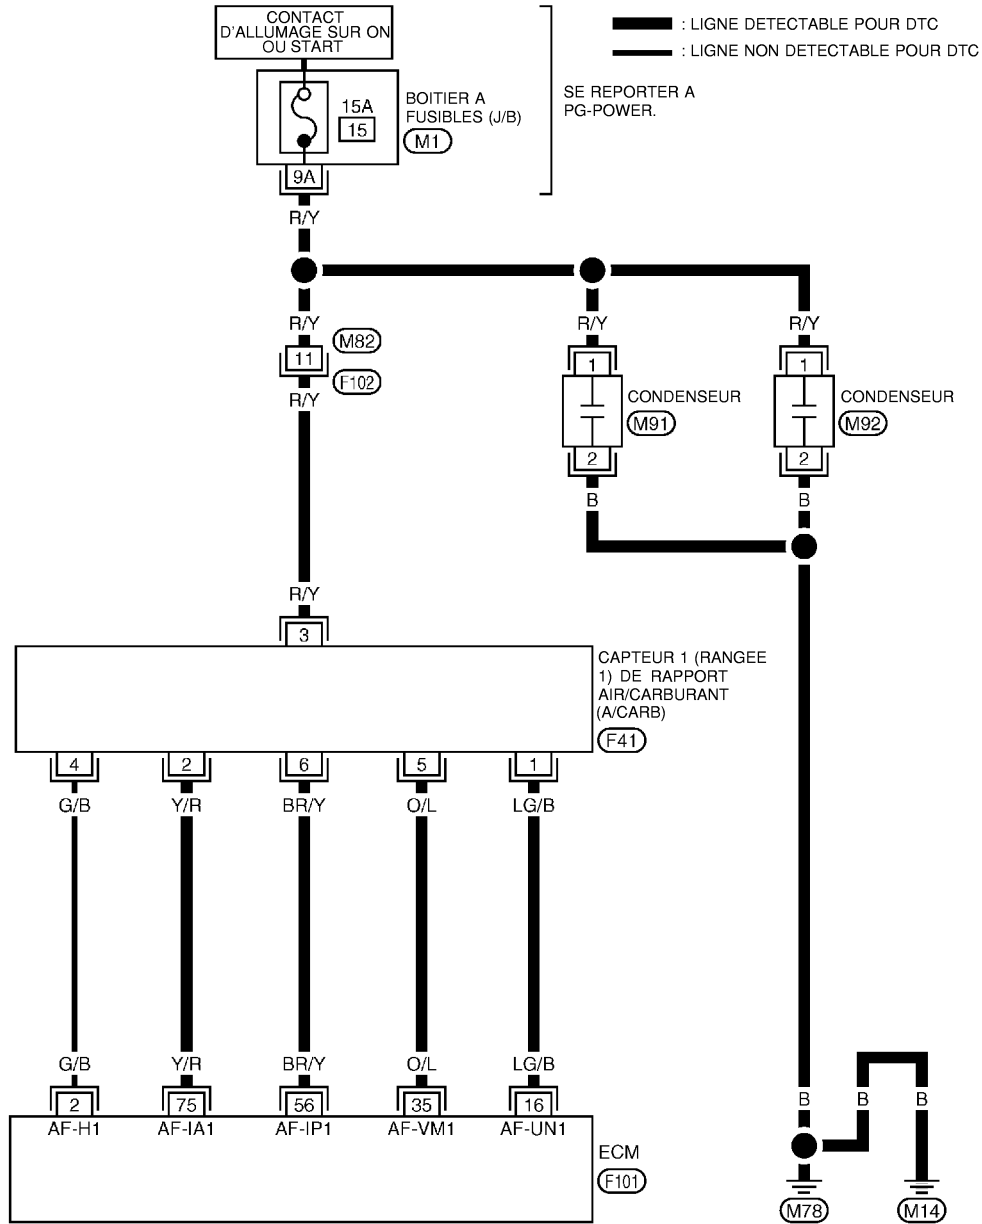 CONTACT
D'ALLUMAGE SUR ON
OU START
: LIGNE DETECTABLE POUR DTC
: LIGNE NON DETECTABLE POUR DTC
15A
15
BOITIER A
FUSIBLES (J/B)
M1
SE REPORTER A
PG-POWER.
9A
R/Y
R/Y
R/Y
R/Y
M82
11
F102
R/Y
1
1
CONDENSEUR
M91
CONDENSEUR
M92
2
2
B
B
R/Y
3
CAPTEUR 1 (RANGEE
1) DE RAPPORT
AIR/CARBURANT
(A/CARB)
F41
4
2
6
5
1
G/B
Y/R
BR/Y
O/L
LG/B
G/B
Y/R
BR/Y
O/L
LG/B
2
75
56
35
16
AF-H1
AF-IA1
AF-IP1
AF-VM1
AF-UN1
ECM
F101
B
B
B
M78
M14